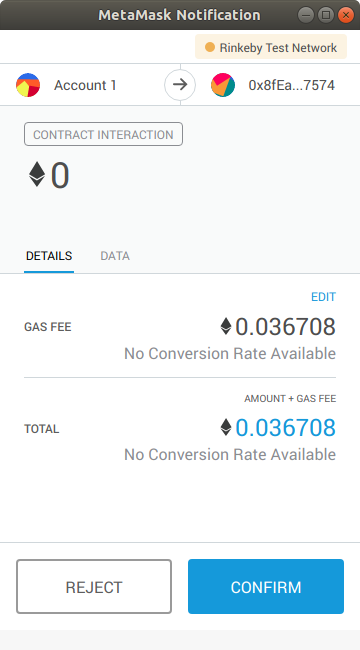 MetaMask Notification
Rinkeby Test Network
Account 1
0x8fEa...7574
CONTRACT INTERACTION
0
DETAILS
DATA
EDIT
GAS FEE
0.036708
No Conversion Rate Available
AMOUNT + GAS FEE
TOTAL
0.036708
No Conversion Rate Available
REJECT
CONFIRM